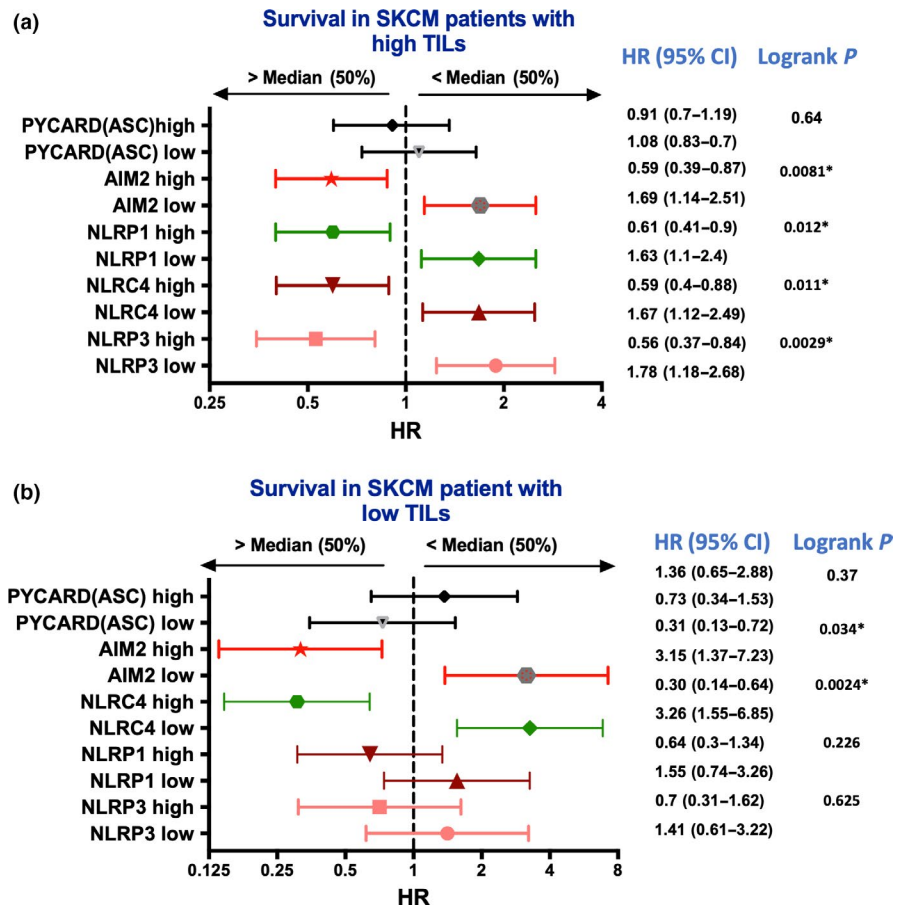 (a)
Survival in SKCM patients with
high TILs
HR (95% CI) Logrank P
> Median (50%) < Median (50%)
PYCARD(ASC)high 0.91 (0.7–1.19) 0.64
PYCARD(ASC) low 1.08 (0.83–0.7)
AIM2 high 0.59 (0.39–0.87) 0.0081*
AIM2 low 1.69 (1.14–2.51)
NLRP1 high 0.61 (0.41–0.9) 0.012*
NLRP1 low 1.63 (1.1–2.4)
NLRC4 high 0.59 (0.4–0.88) 0.011*
NLRC4 low 1.67 (1.12–2.49)
NLRP3 high 0.56 (0.37–0.84) 0.0029*
NLRP3 low 1.78 (1.18–2.68)
0.25 0.5 1 2 4
HR
(b)
Survival in SKCM patient with
low TILs
HR (95% CI) Logrank P
> Median (50%) < Median (50%)
PYCARD(ASC) high 1.36 (0.65–2.88) 0.37
PYCARD(ASC) low 0.73 (0.34–1.53)
AIM2 high 0.31 (0.13–0.72) 0.034*
AIM2 low 3.15 (1.37–7.23)
NLRC4 high 0.30 (0.14–0.64) 0.0024*
NLRC4 low 3.26 (1.55–6.85)
NLRP1 high 0.64 (0.3–1.34) 0.226
NLRP1 low 1.55 (0.74–3.26)
NLRP3 high 0.7 (0.31–1.62) 0.625
NLRP3 low 1.41 (0.61–3.22)
0.125 0.25 0.5 1 2 4 8
HR